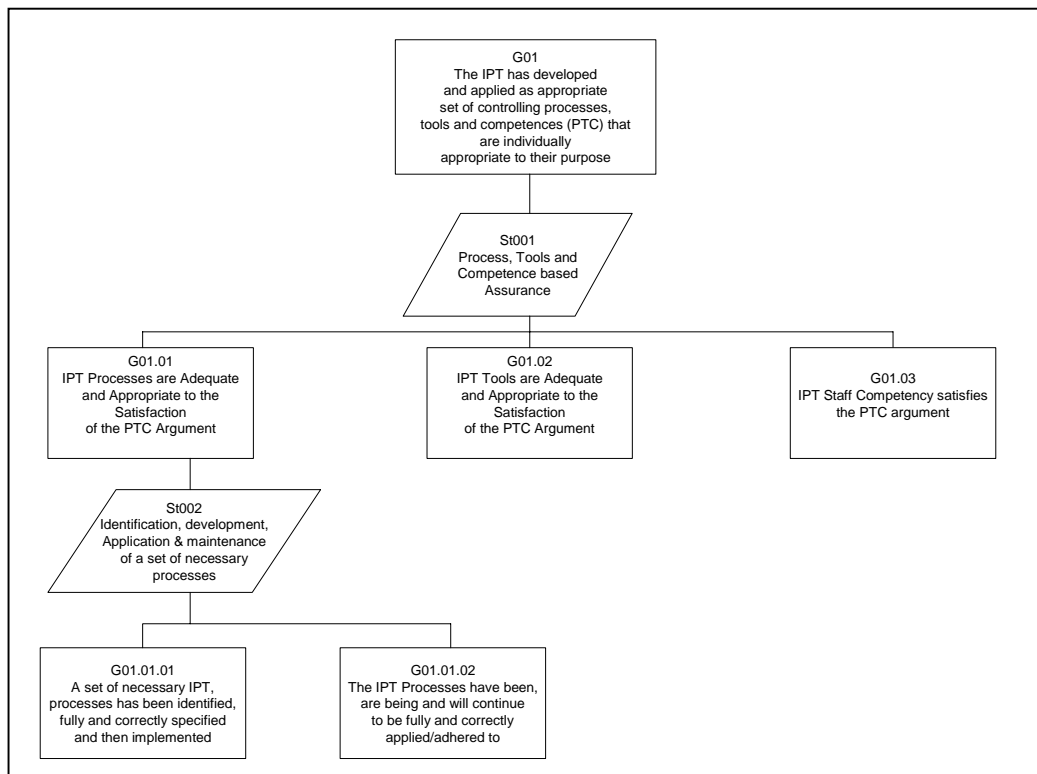 G01
The IPT has developed
and applied as appropriate
set of controlling processes,
tools and competences (PTC) that
are individually
appropriate to their purpose
St001
Process, Tools and
Competence based
Assurance
G01.01
IPT Processes are Adequate
and Appropriate to the
Satisfaction
of the PTC Argument
G01.02
IPT Tools are Adequate
and Appropriate to the
Satisfaction
of the PTC Argument
G01.03
IPT Staff Competency satisfies
the PTC argument
St002
Identification, development,
Application & maintenance
of a set of necessary
processes
G01.01.01
A set of necessary IPT,
processes has been identified,
fully and correctly specified
and then implemented
G01.01.02
The IPT Processes have been,
are being and will continue
to be fully and correctly
applied/adhered to